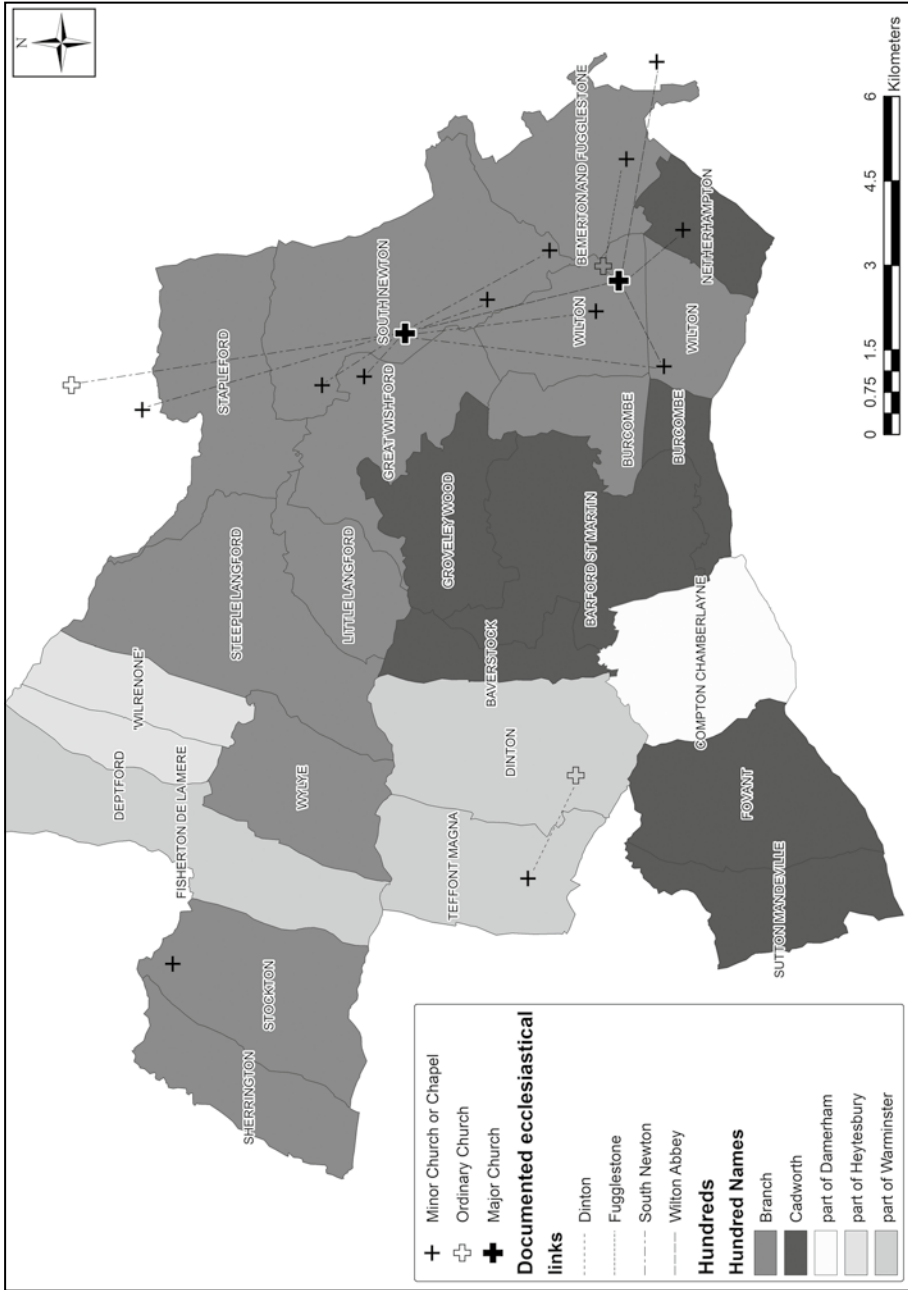 N
DEPTFORD
'WILRENONE'
FISHERTON DE LA MERE
STEEPLE LANGFORD
STAPLEFORD
SHERRINGTON
STOCKTON
WYLYE
LITTLE LANGFORD
GREAT WISHFORD
SOUTH NEWTON
TEFFONT MAGNA
DINTON
BAVERSTOCK
GROVELEY WOOD
BARFORD ST MARTIN
BURCOMBE
WILTON
BEMERTON AND FUGGLESTONE
BURCOMBE
WILTON
NETHERHAMPTON
SUTTON MANDEVILLE
FOVANT
COMPTON CHAMBERLAYNE
Minor Church or Chapel
Ordinary Church
Major Church
Documented ecclesiastical
links
Dinton
Fugglestone
South Newton
Wilton Abbey
Hundreds
Hundred Names
Branch
Cadworth
part of Damerham
part of Heytesbury
part of Warminster
0 0.75 1.5 3 4.5 6
Kilometers